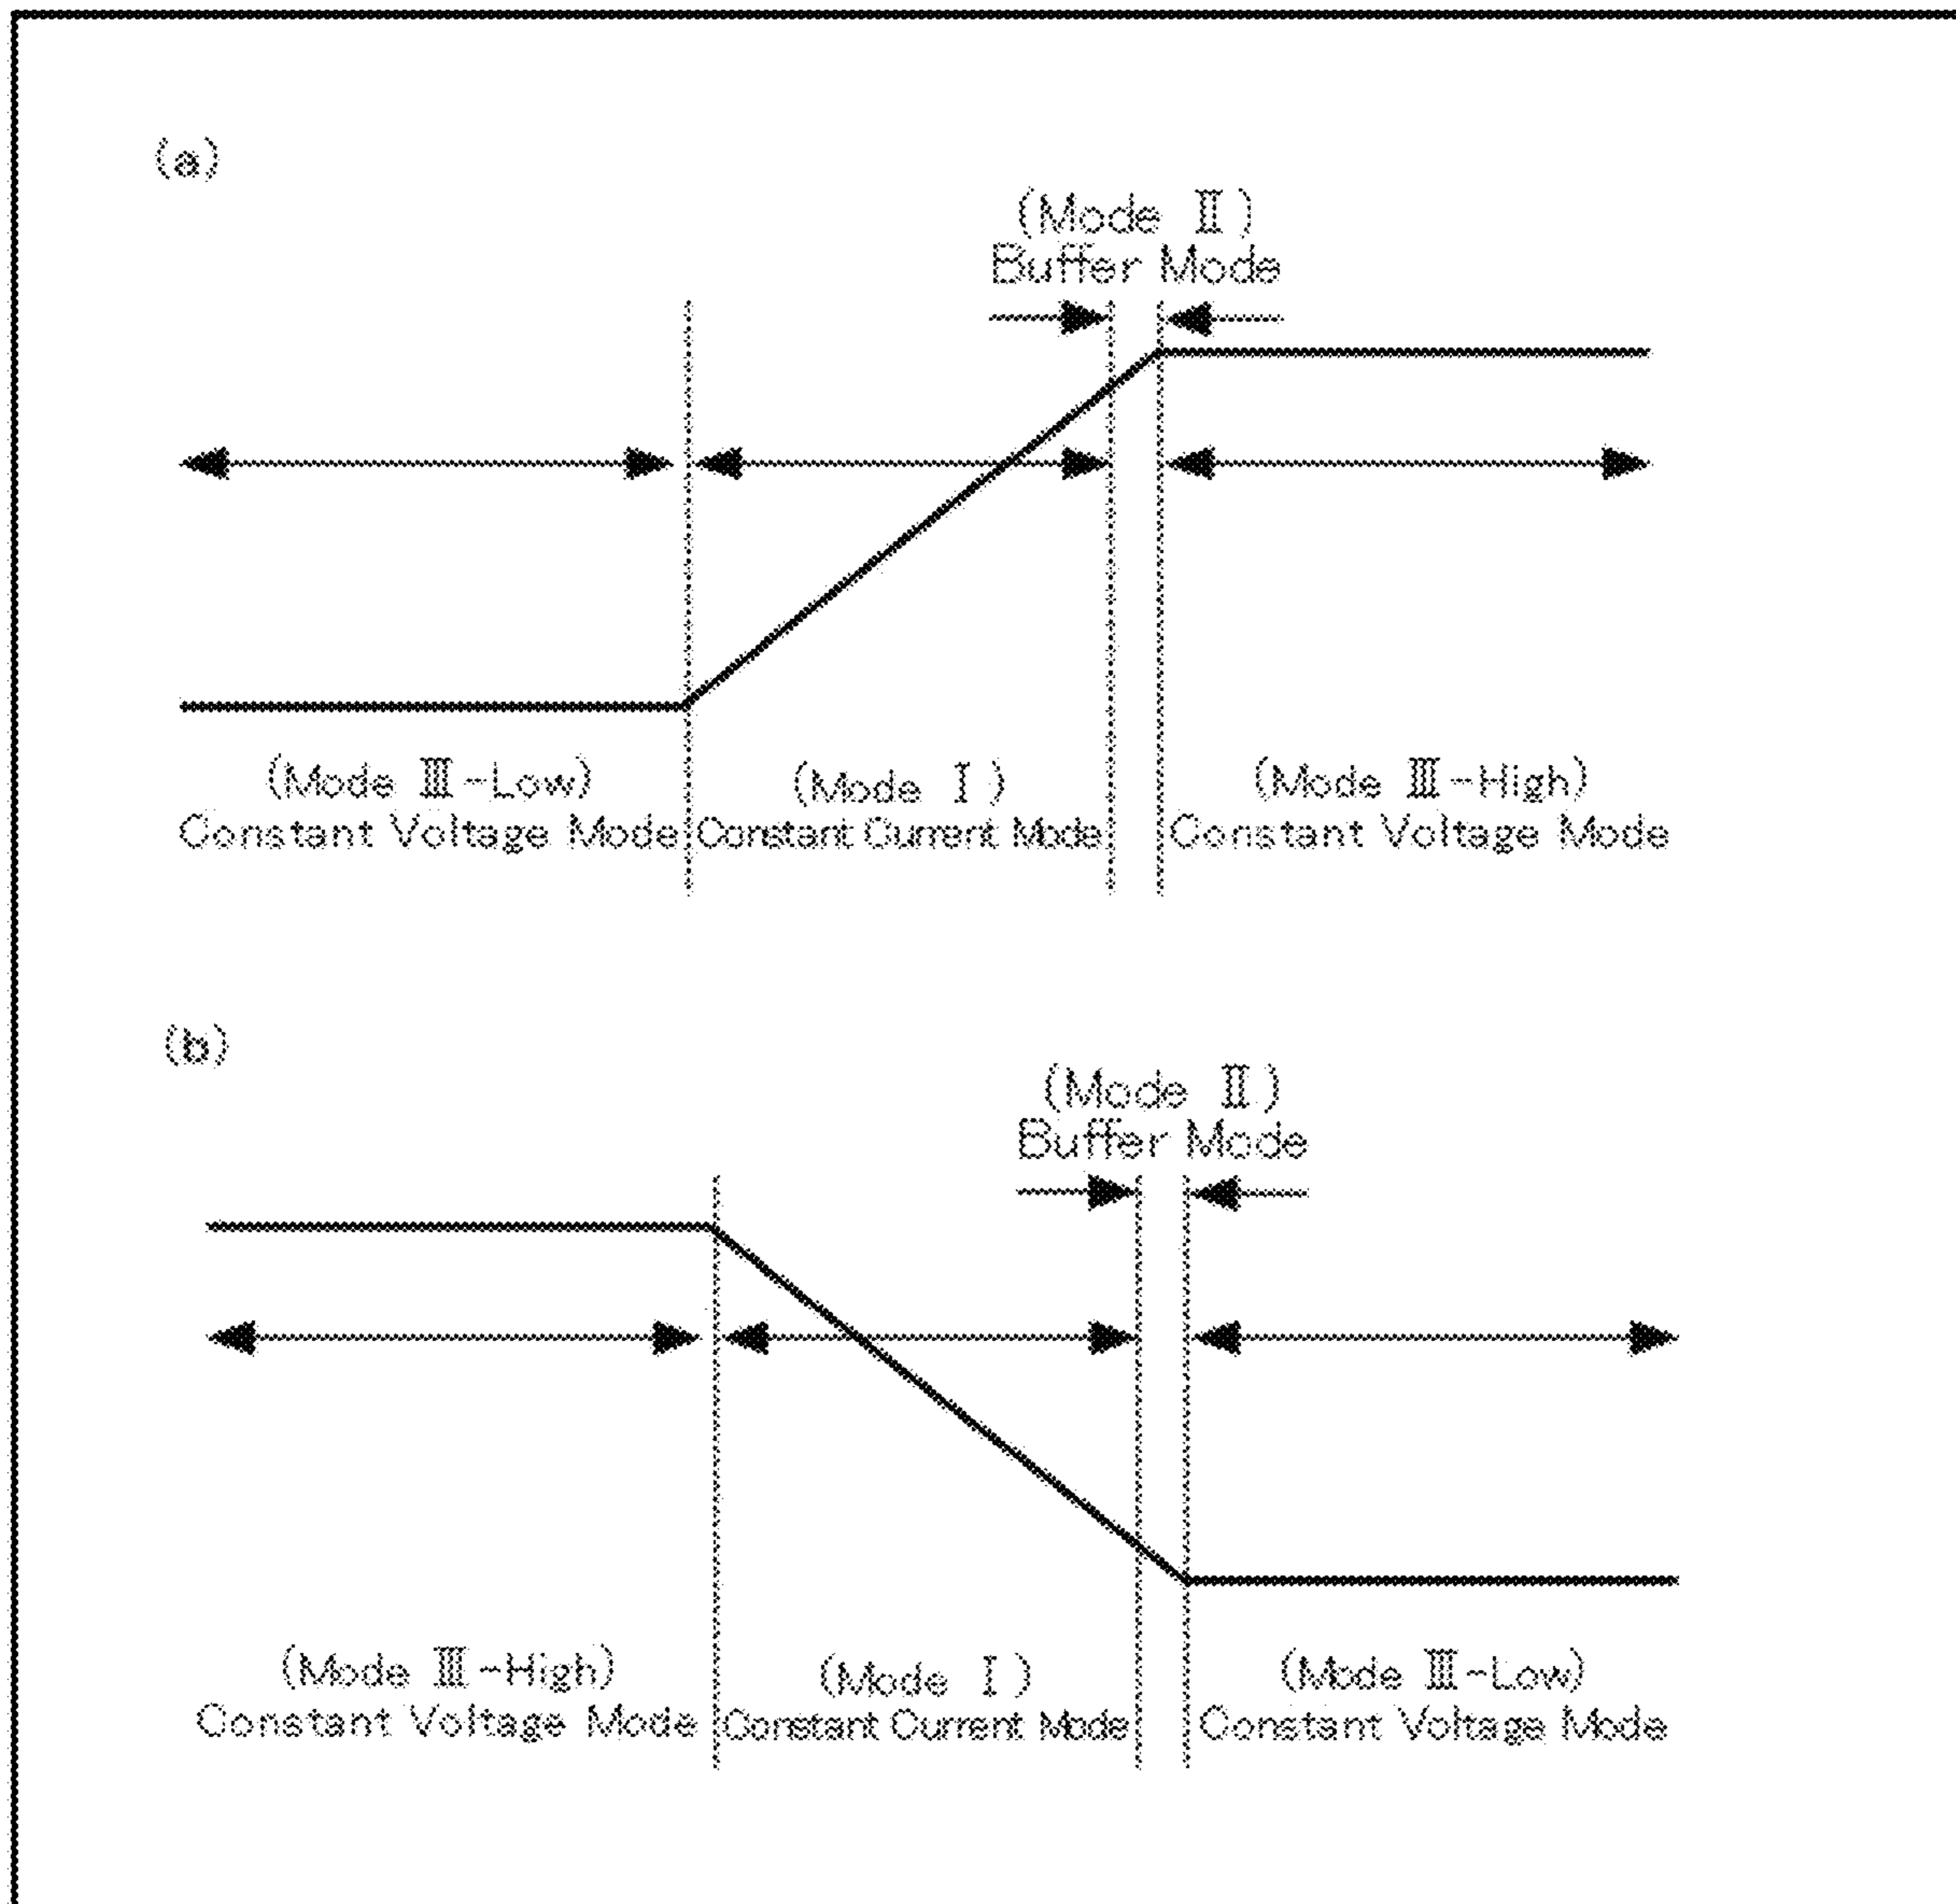 (a)
(Mode Ⅱ)
Buffer Mode
(Mode Ⅲ-Low)
Constant Voltage Mode
(Mode Ⅰ)
Constant Current Mode
(Mode Ⅲ-High)
Constant Voltage Mode
(b)
(Mode Ⅱ)
Buffer Mode
(Mode Ⅲ-High)
Constant Voltage Mode
(Mode Ⅰ)
Constant Current Mode
(Mode Ⅲ-Low)
Constant Voltage Mode